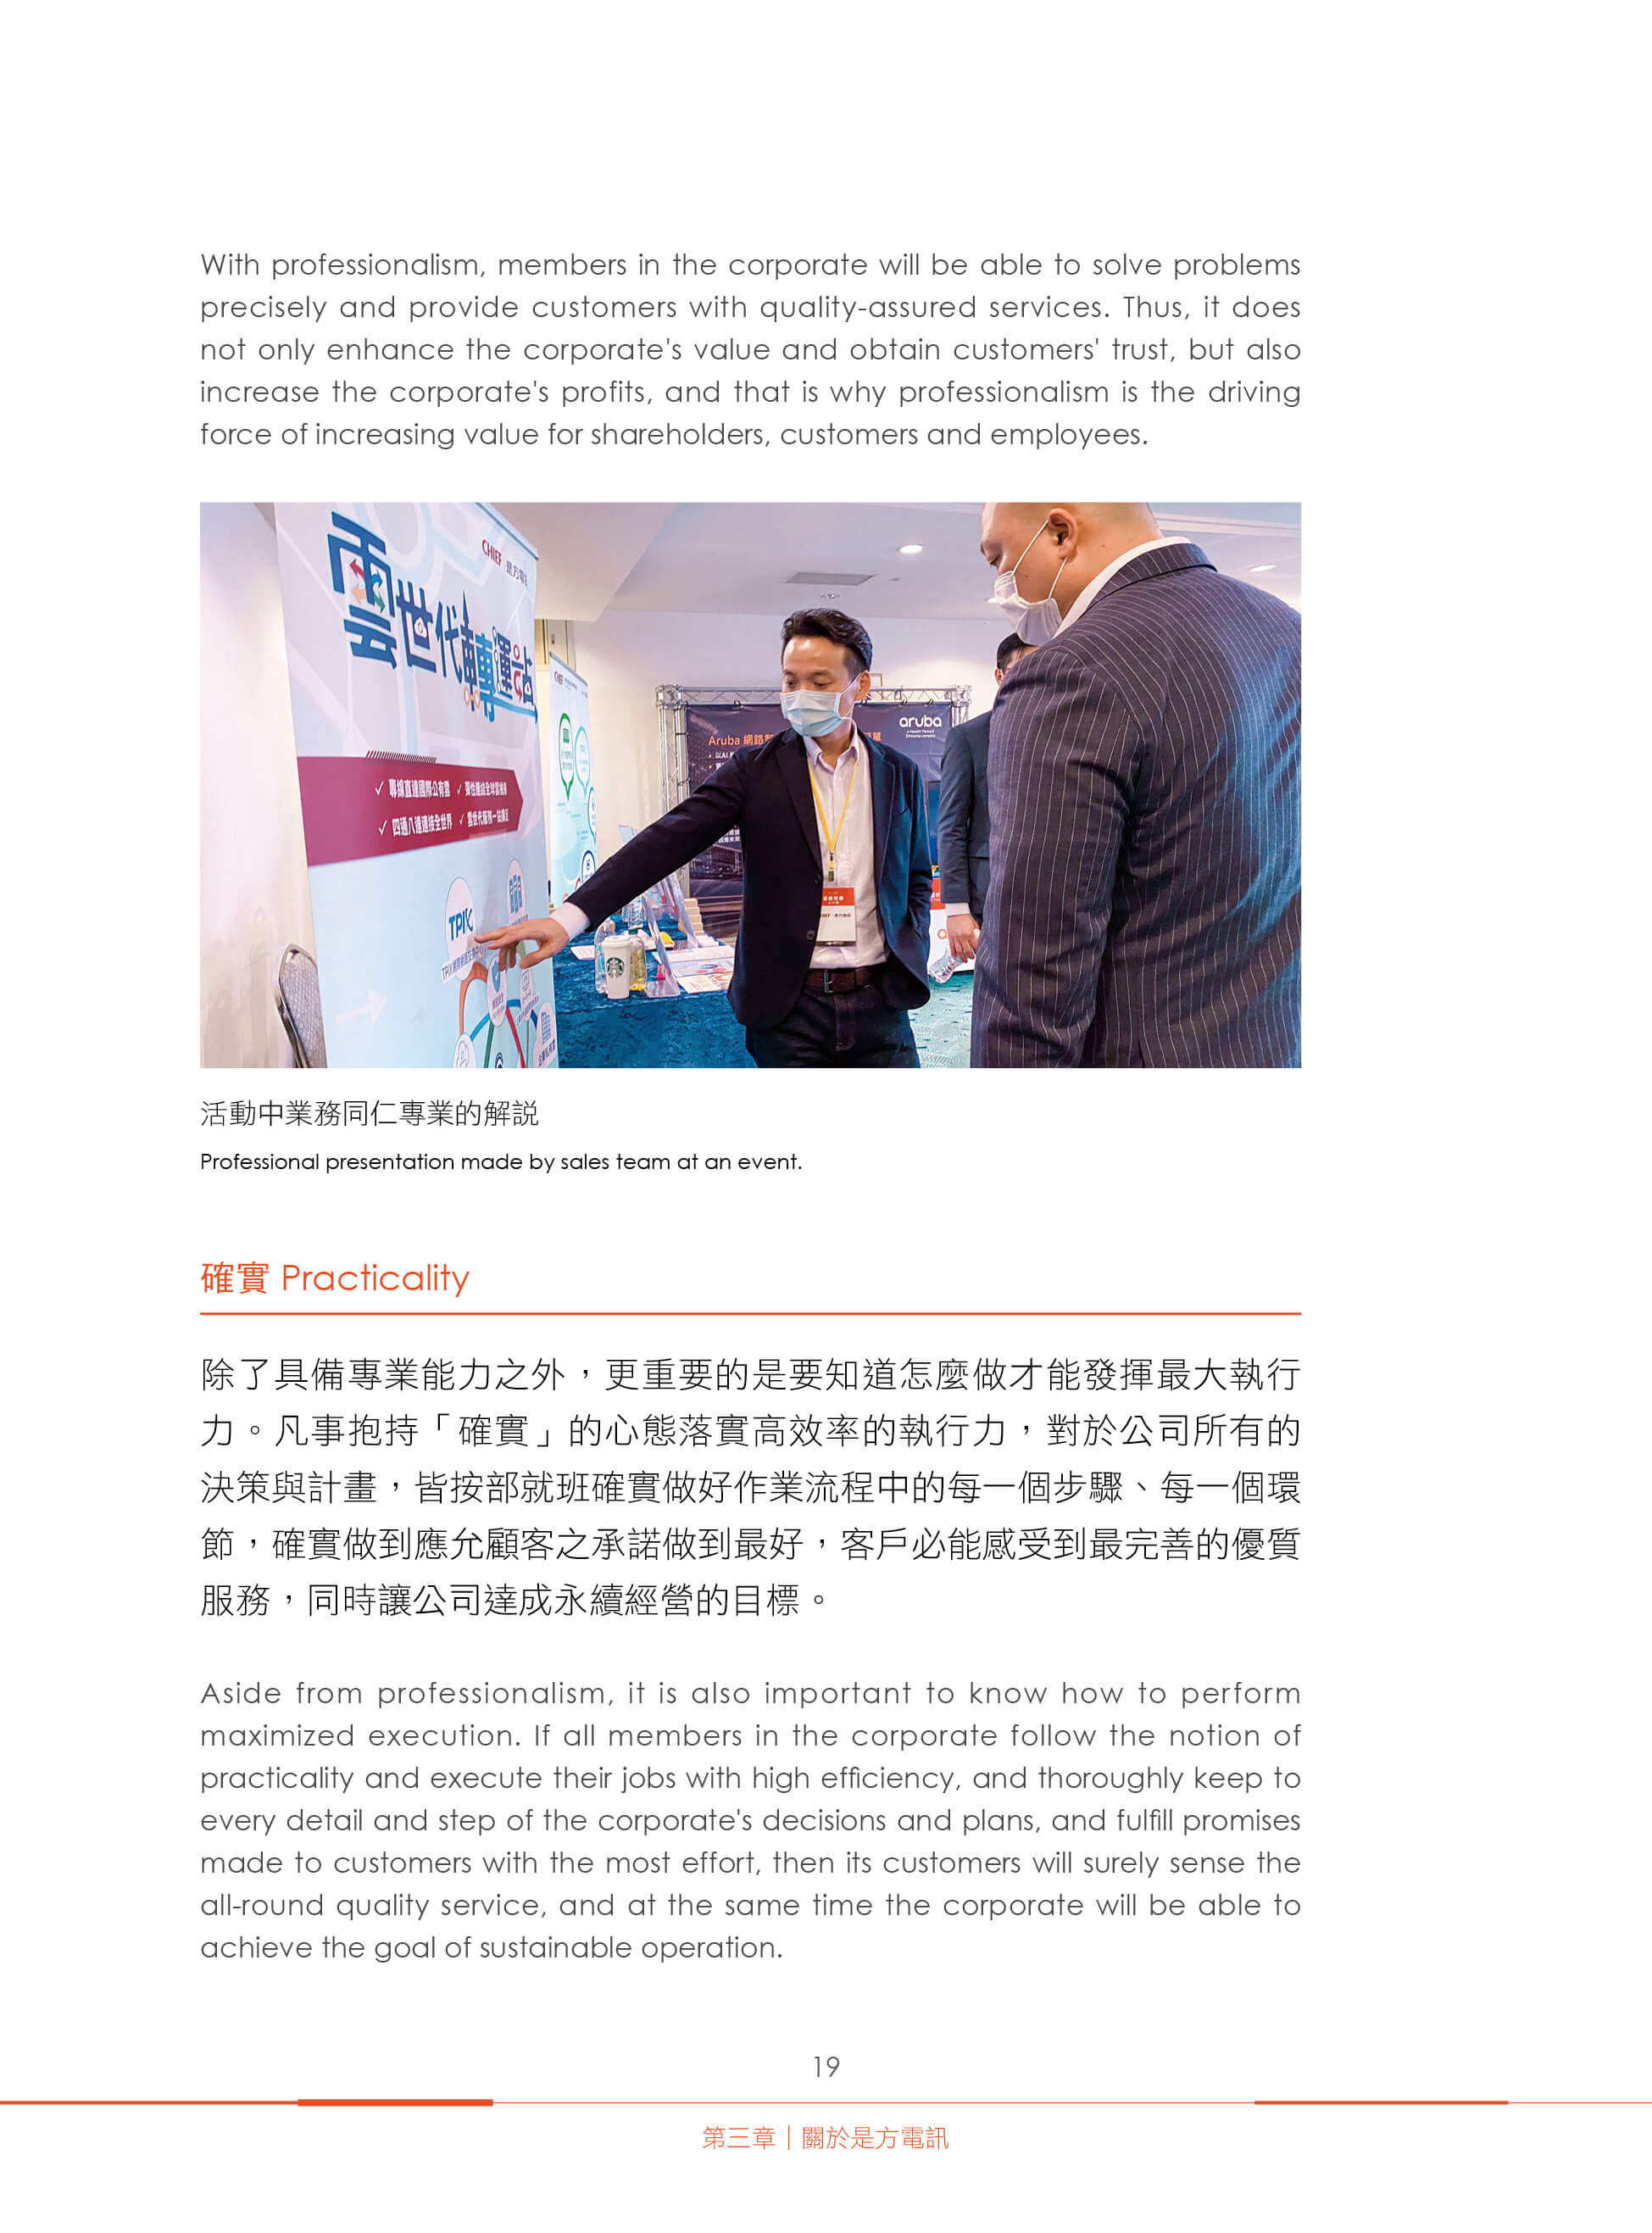 With professionalism, members in the corporate will be able to solve problems
precisely and provide customers with quality-assured services. Thus, it does
not only enhance the corporate's value and obtain customers' trust, but also
increase the corporate's profits, and that is why professionalism is the driving
force of increasing value for shareholders, customers and employees.
CHIEF 是方電訊
雲世代轉運站
✓ 專線直達國際公有雲 ✓ 彈性連結全球雲機房
✓ 四通八達連接全世界 ✓ 雲世代服務一站購足
TPIX
CHIEF
aruba
Aruba 網路
活動中業務同仁專業的解說
Professional presentation made by sales team at an event.
確實 Practicality
除了具備專業能力之外，更重要的是要知道怎麼做才能發揮最大執行
力。凡事抱持「確實」的心態落實高效率的執行力，對於公司所有的
決策與計畫，皆按部就班確實做好作業流程中的每一個步驟、每一個環
節，確實做到應允顧客之承諾做到最好，客戶必能感受到最完善的優質
服務，同時讓公司達成永續經營的目標。
Aside from professionalism, it is also important to know how to perform
maximized execution. If all members in the corporate follow the notion of
practicality and execute their jobs with high efficiency, and thoroughly keep to
every detail and step of the corporate's decisions and plans, and fulfill promises
made to customers with the most effort, then its customers will surely sense the
all-round quality service, and at the same time the corporate will be able to
achieve the goal of sustainable operation.
19
第三章｜關於是方電訊